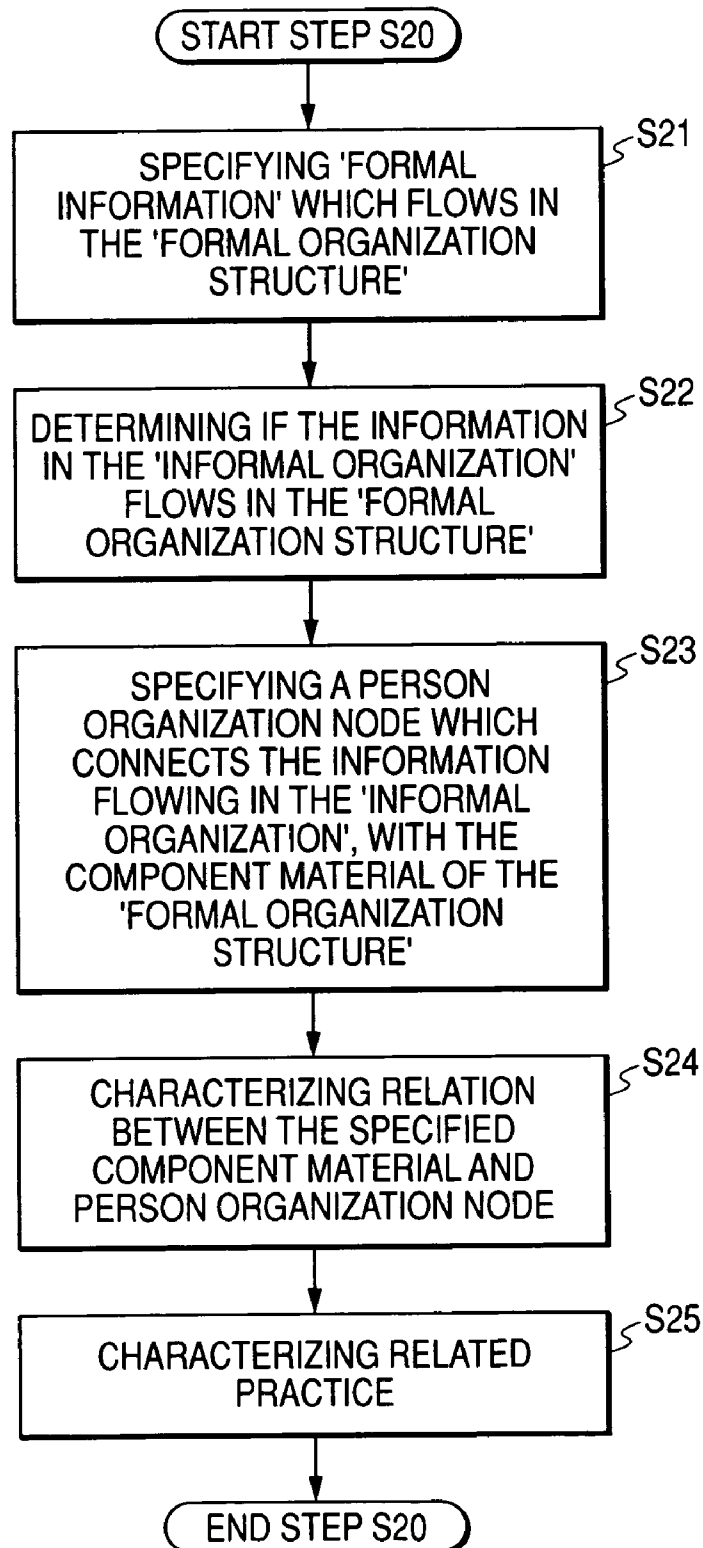 START STEP S20
S21
SPECIFYING 'FORMAL
INFORMATION' WHICH FLOWS IN
THE 'FORMAL ORGANIZATION
STRUCTURE'
S22
DETERMINING IF THE INFORMATION
IN THE 'INFORMAL ORGANIZATION'
FLOWS IN THE 'FORMAL
ORGANIZATION STRUCTURE'
S23
SPECIFYING A PERSON
ORGANIZATION NODE WHICH
CONNECTS THE INFORMATION
FLOWING IN THE 'INFORMAL
ORGANIZATION', WITH THE
COMPONENT MATERIAL OF THE
'FORMAL ORGANIZATION
STRUCTURE'
S24
CHARACTERIZING RELATION
BETWEEN THE SPECIFIED
COMPONENT MATERIAL AND
PERSON ORGANIZATION NODE
S25
CHARACTERIZING RELATED
PRACTICE
END STEP S20